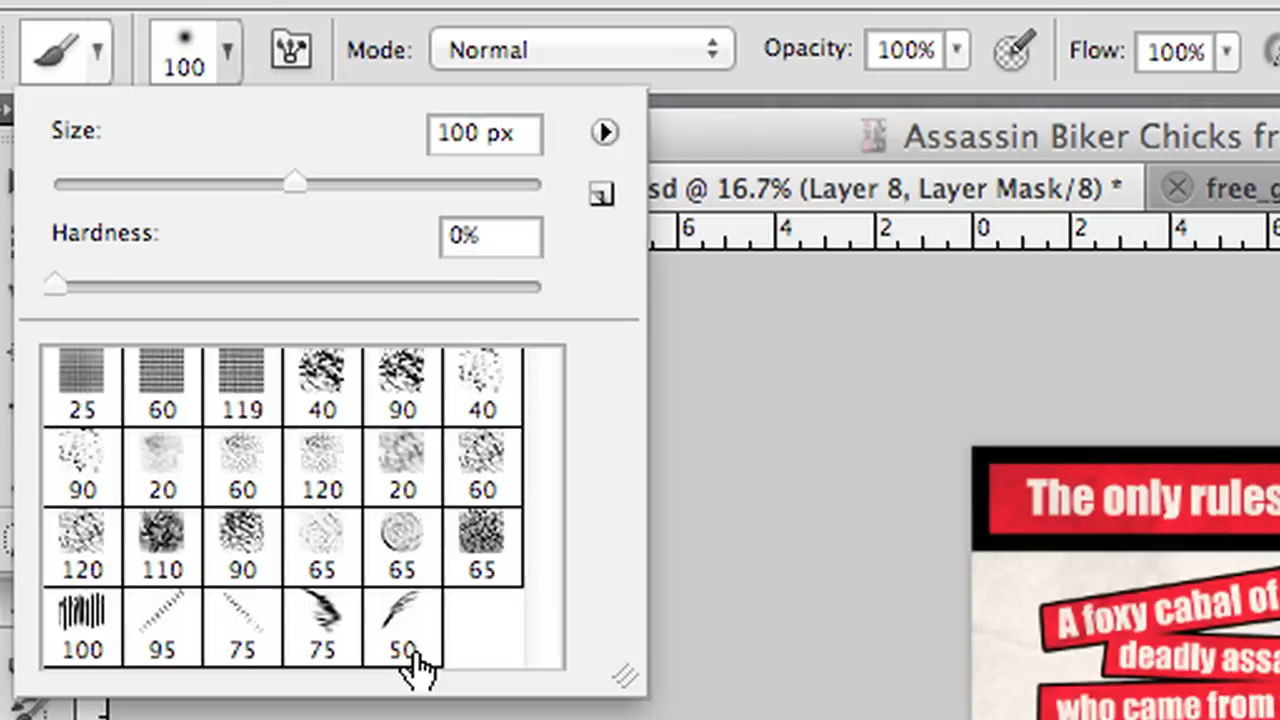 100
Mode: Normal
Opacity: 100%
Flow: 100%
Size: 100 px
Hardness: 0%
Assassin Biker Chicks fr
sd @ 16.7% (Layer 8, Layer Mask/8) *
free_g
6 4 2 0 2 4 6
25 60 119 40 90 40
90 20 60 120 20 60
120 110 90 65 65 65
100 95 75 75 50
The only rules
A foxy cabal of
deadly assa
who came from